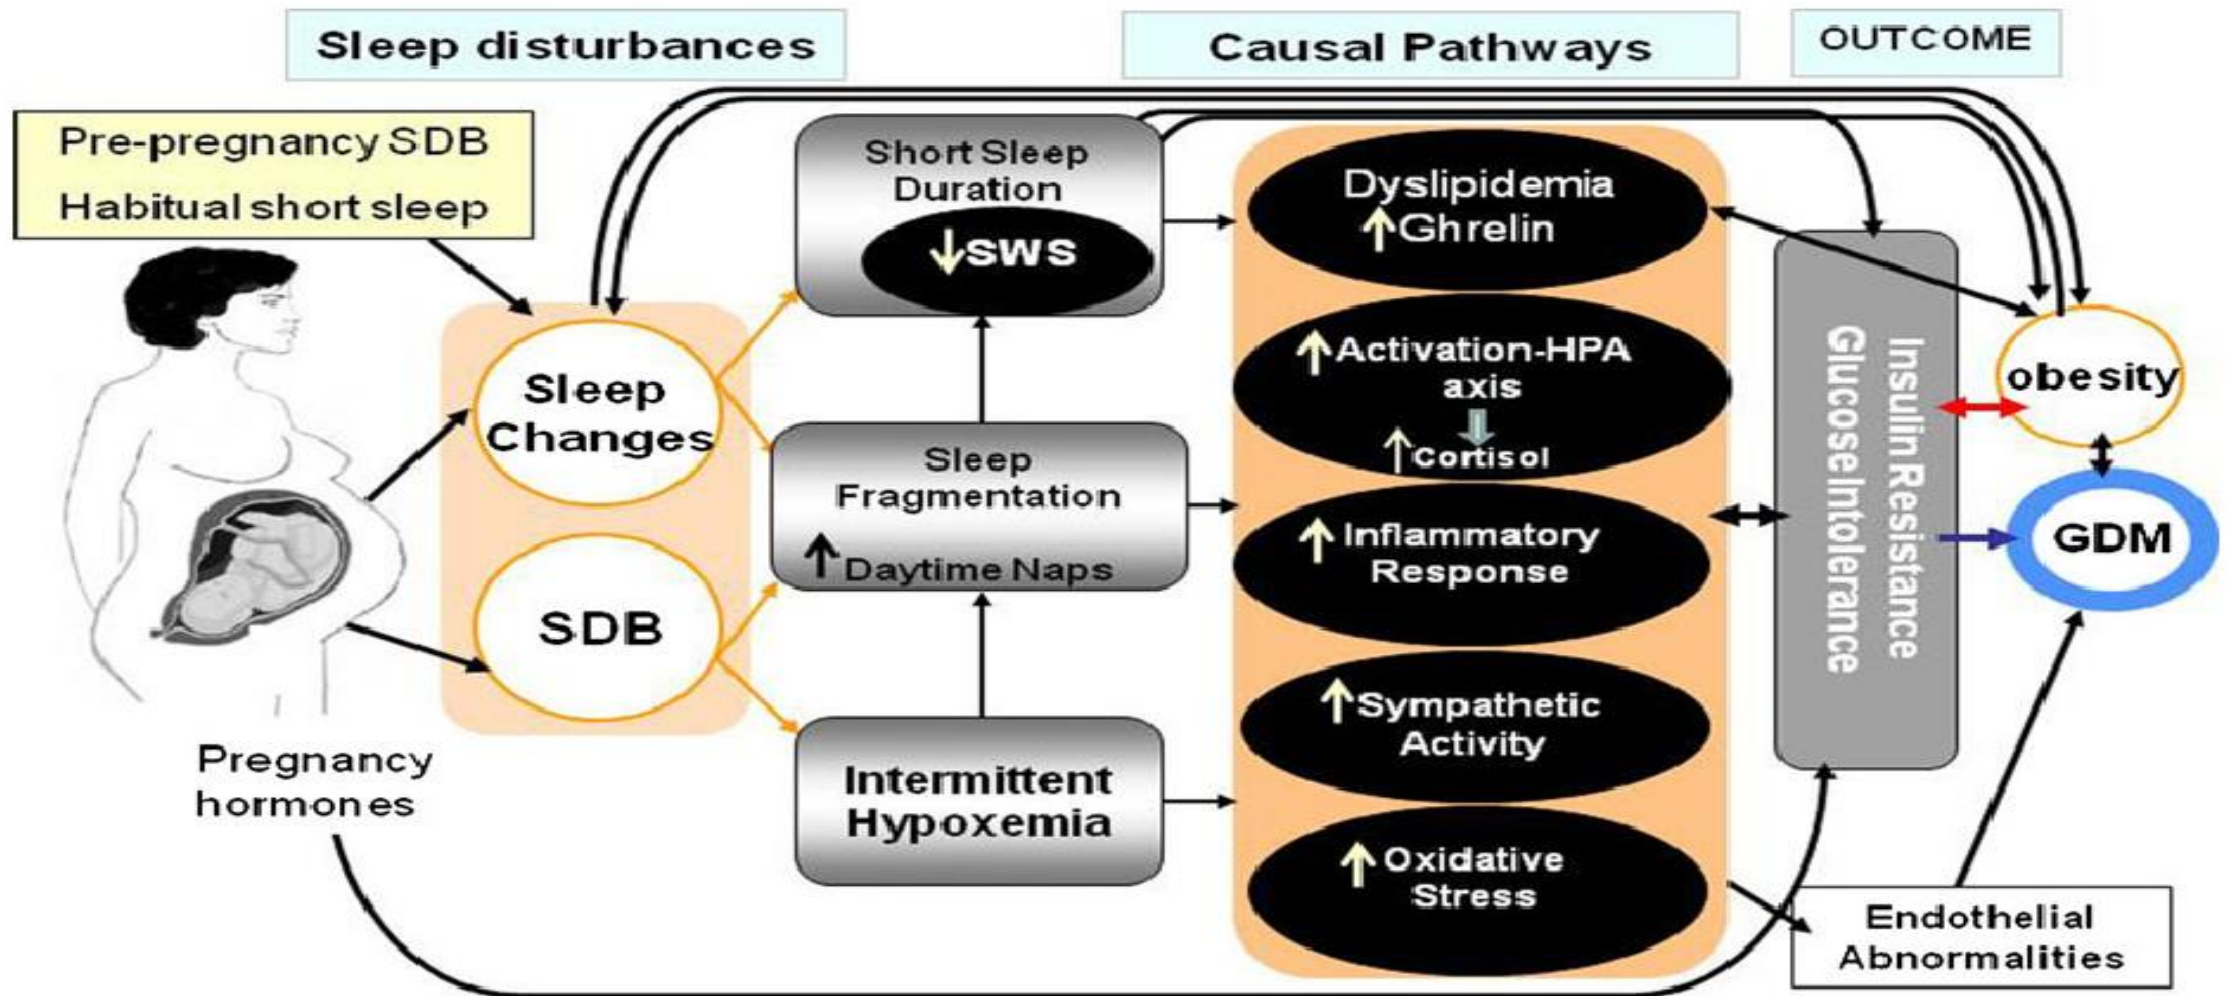 Sleep disturbances
Causal Pathways
OUTCOME
Pre-pregnancy SDB
Habitual short sleep
Sleep
Changes
SDB
Pregnancy
hormones
Short Sleep
Duration
↓SWS
Sleep
Fragmentation
↑Daytime Naps
Intermittent
Hypoxemia
Dyslipidemia
↑Ghrelin
↑Activation-HPA
axis
↑Cortisol
↑Inflammatory
Response
↑Sympathetic
Activity
↑Oxidative
Stress
Insulin Resistance
Glucose Intolerance
obesity
GDM
Endothelial
Abnormalities